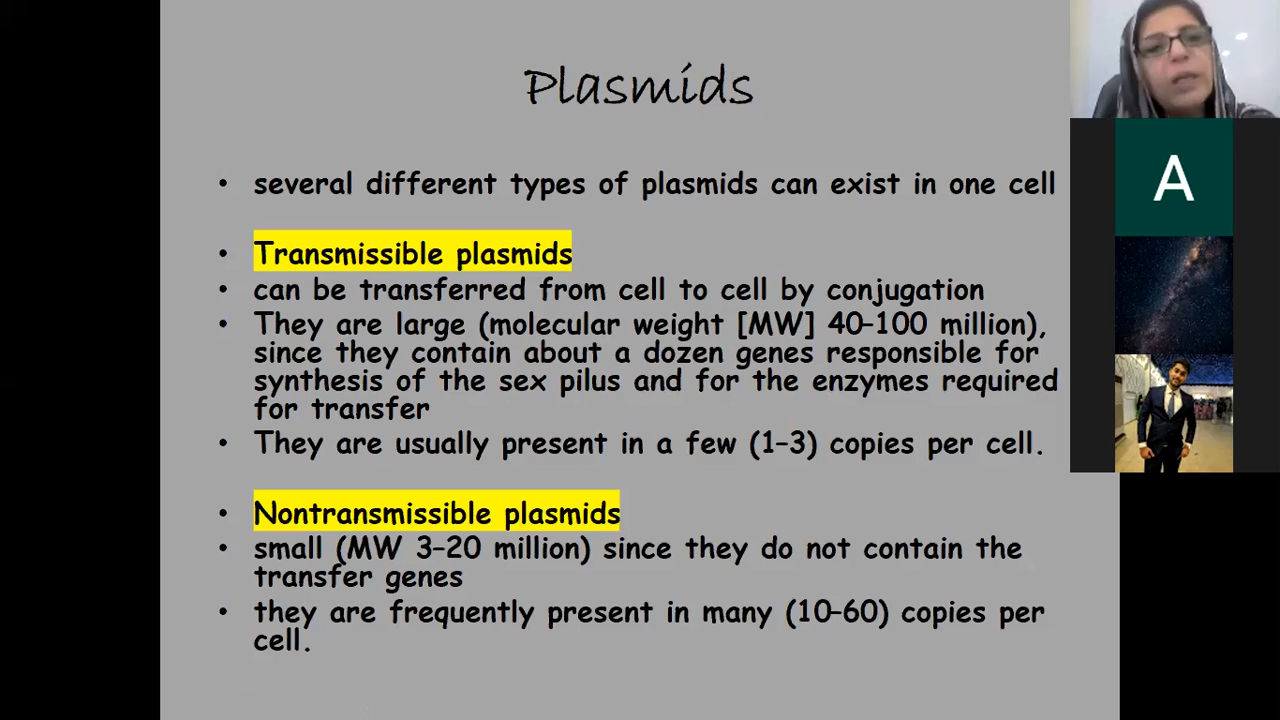 Plasmids
• several different types of plasmids can exist in one cell
• Transmissible plasmids
• can be transferred from cell to cell by conjugation
• They are large (molecular weight [MW] 40–100 million),
since they contain about a dozen genes responsible for
synthesis of the sex pilus and for the enzymes required
for transfer
• They are usually present in a few (1–3) copies per cell.
• Nontransmissible plasmids
• small (MW 3–20 million) since they do not contain the
transfer genes
• they are frequently present in many (10–60) copies per
cell.
A